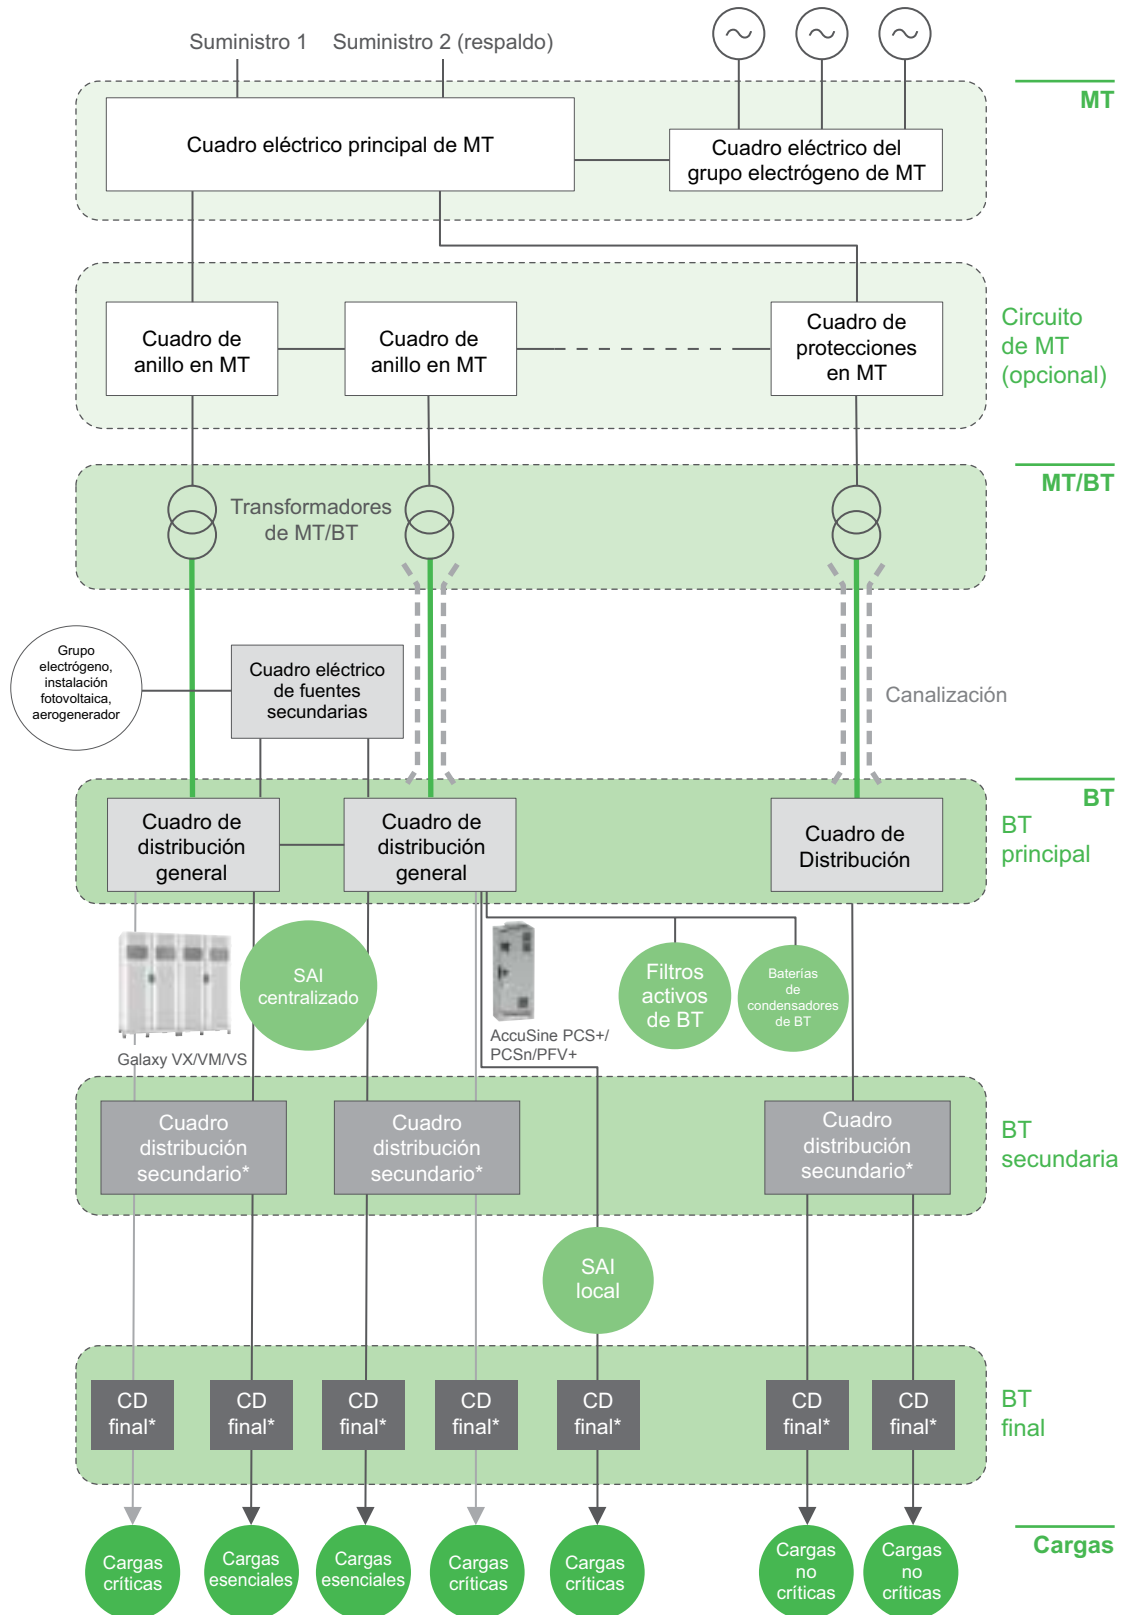 Suministro 1
Suministro 2 (respaldo)
MT
Cuadro eléctrico principal de MT
Cuadro eléctrico del
grupo electrógeno de MT
Cuadro de
anillo en MT
Cuadro de
anillo en MT
Cuadro de
protecciones
en MT
Circuito
de MT
(opcional)
MT/BT
Transformadores
de MT/BT
Grupo
electrógeno,
instalación
fotovoltaica,
aerogenerador
Cuadro eléctrico
de fuentes
secundarias
Canalización
BT
Cuadro de
distribución
general
Cuadro de
distribución
general
Cuadro de
Distribución
BT
principal
SAI
centralizado
Filtros
activos
de BT
Baterías
de
condensadores
de BT
Galaxy VX/VM/VS
AccuSine PCS+/
PCSn/PFV+
Cuadro
distribución
secundario*
Cuadro
distribución
secundario*
Cuadro
distribución
secundario*
BT
secundaria
SAI
local
CD
final*
CD
final*
CD
final*
CD
final*
CD
final*
CD
final*
CD
final*
BT
final
Cargas
Cargas
críticas
Cargas
esenciales
Cargas
esenciales
Cargas
críticas
Cargas
críticas
Cargas
no
críticas
Cargas
no
críticas